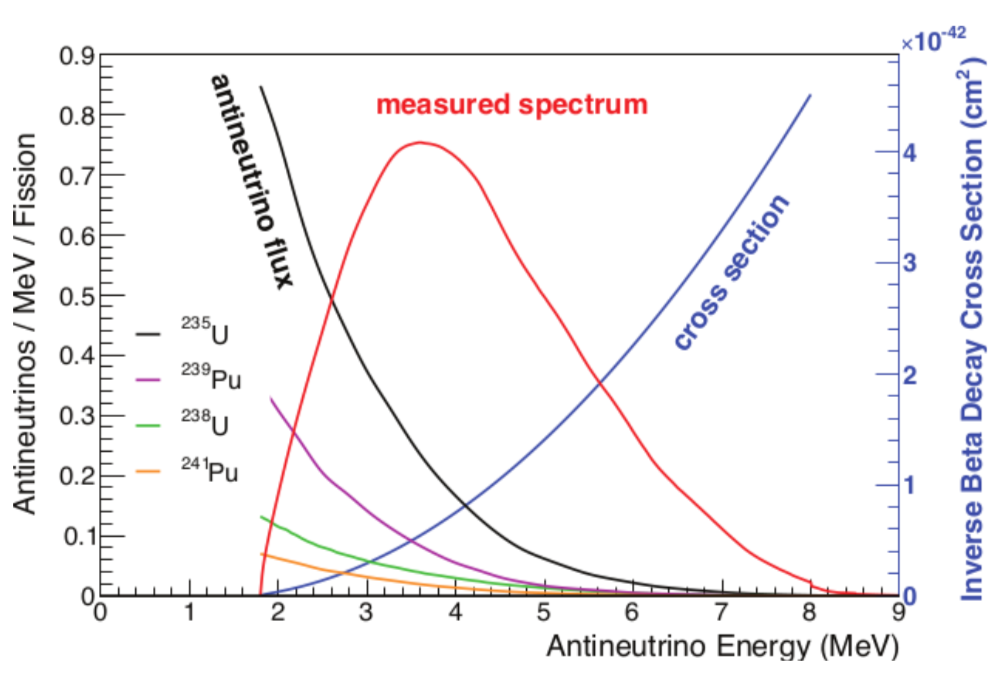 ×10⁻⁴²
0.9
0.8
0.7
0.6
0.5
0.4
0.3
0.2
0.1
0
Antineutrinos / MeV / Fission
antineutrino flux
measured spectrum
cross section
²³⁵U
²³⁹Pu
²³⁸U
²⁴¹Pu
4
3
2
1
0
Inverse Beta Decay Cross Section (cm²)
0 1 2 3 4 5 6 7 8 9
Antineutrino Energy (MeV)